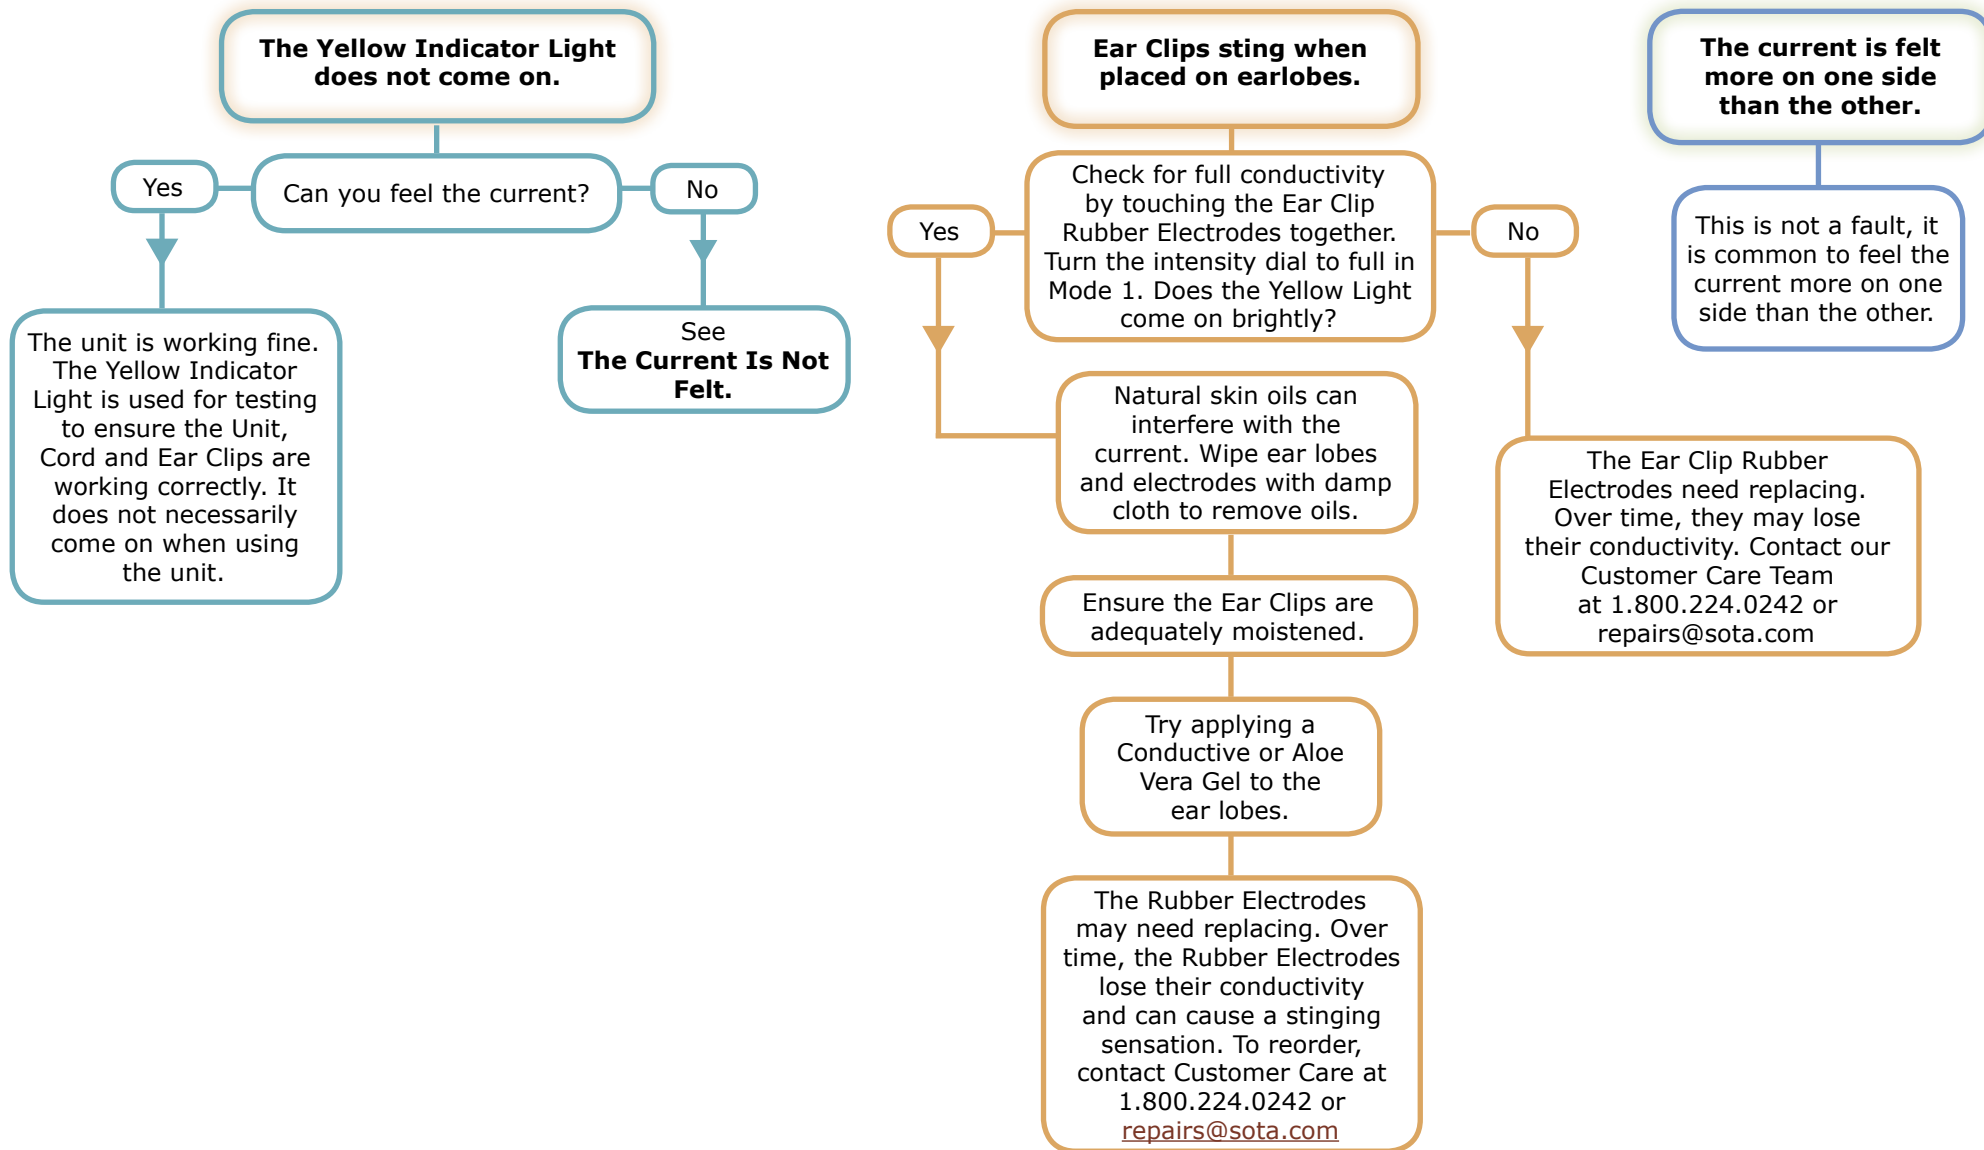 The Yellow Indicator Light
does not come on.
Can you feel the current?
Yes
No
The unit is working fine.
The Yellow Indicator
Light is used for testing
to ensure the Unit,
Cord and Ear Clips are
working correctly. It
does not necessarily
come on when using
the unit.
See
The Current Is Not
Felt.
Ear Clips sting when
placed on earlobes.
Check for full conductivity
by touching the Ear Clip
Rubber Electrodes together.
Turn the intensity dial to full in
Mode 1. Does the Yellow Light
come on brightly?
Yes
No
Natural skin oils can
interfere with the
current. Wipe ear lobes
and electrodes with damp
cloth to remove oils.
Ensure the Ear Clips are
adequately moistened.
Try applying a
Conductive or Aloe
Vera Gel to the
ear lobes.
The Rubber Electrodes
may need replacing. Over
time, the Rubber Electrodes
lose their conductivity
and can cause a stinging
sensation. To reorder,
contact Customer Care at
1.800.224.0242 or
repairs@sota.com
The Ear Clip Rubber
Electrodes need replacing.
Over time, they may lose
their conductivity. Contact our
Customer Care Team
at 1.800.224.0242 or
repairs@sota.com
The current is felt
more on one side
than the other.
This is not a fault, it
is common to feel the
current more on one
side than the other.